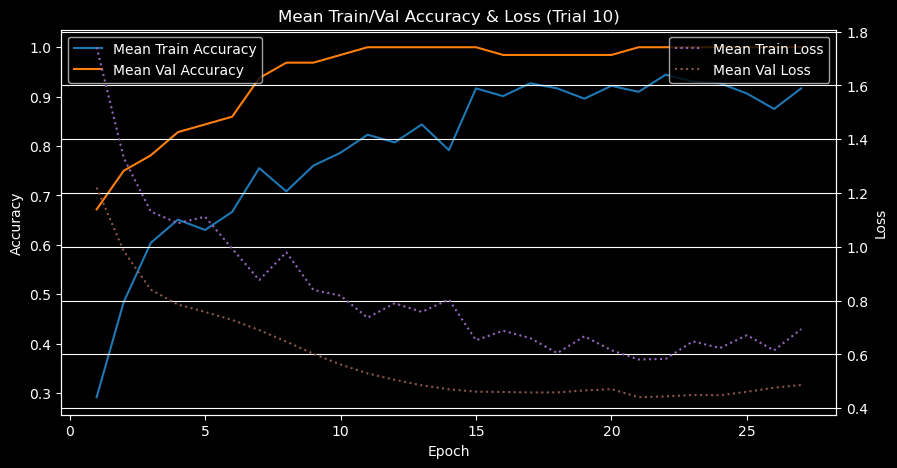 Mean Train/Val Accuracy & Loss (Trial 10)
Mean Train Accuracy
Mean Val Accuracy
Mean Train Loss
Mean Val Loss
1.0
0.9
0.8
0.7
0.6
0.5
0.4
0.3
Accuracy
1.8
1.6
1.4
1.2
1.0
0.8
0.6
0.4
Loss
0
5
10
15
20
25
Epoch